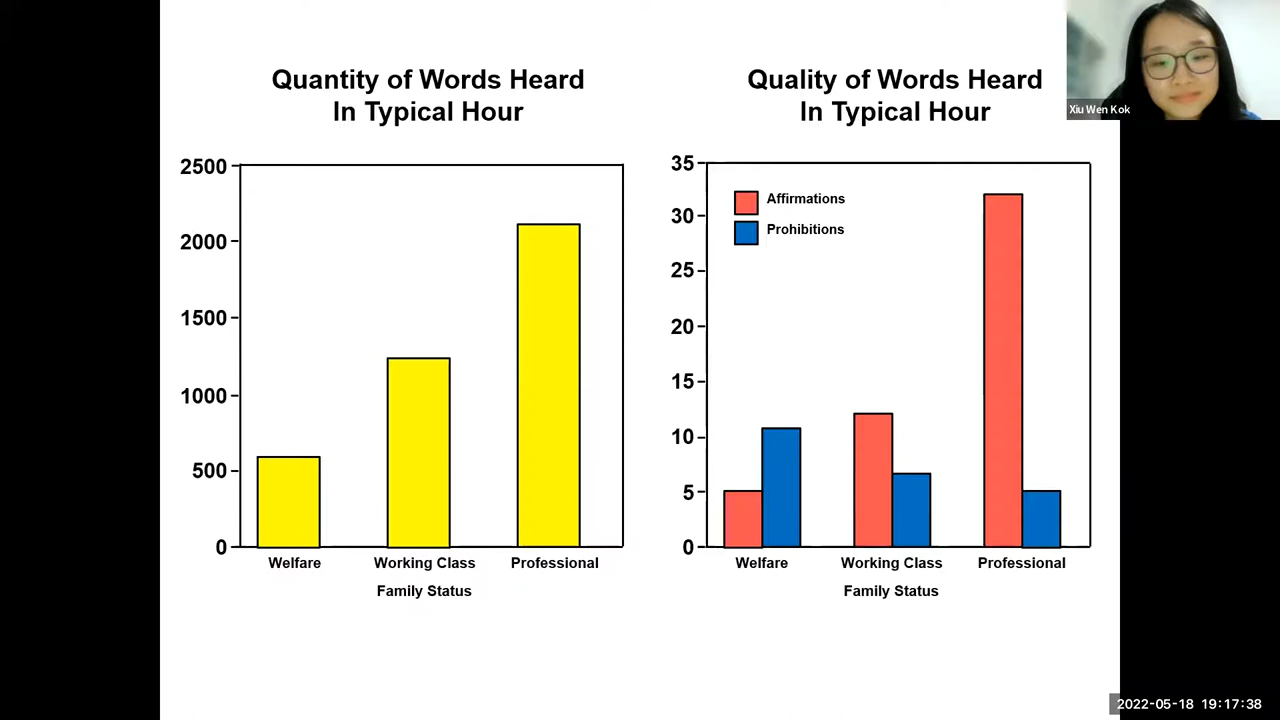 Quantity of Words Heard
In Typical Hour
2500
2000
1500
1000
500
0
Welfare
Working Class
Professional
Family Status
Quality of Words Heard
In Typical Hour
35
30
25
20
15
10
5
0
Affirmations
Prohibitions
Welfare
Working Class
Professional
Family Status
Xiu Wen Kok
2022-05-18 19:17:38